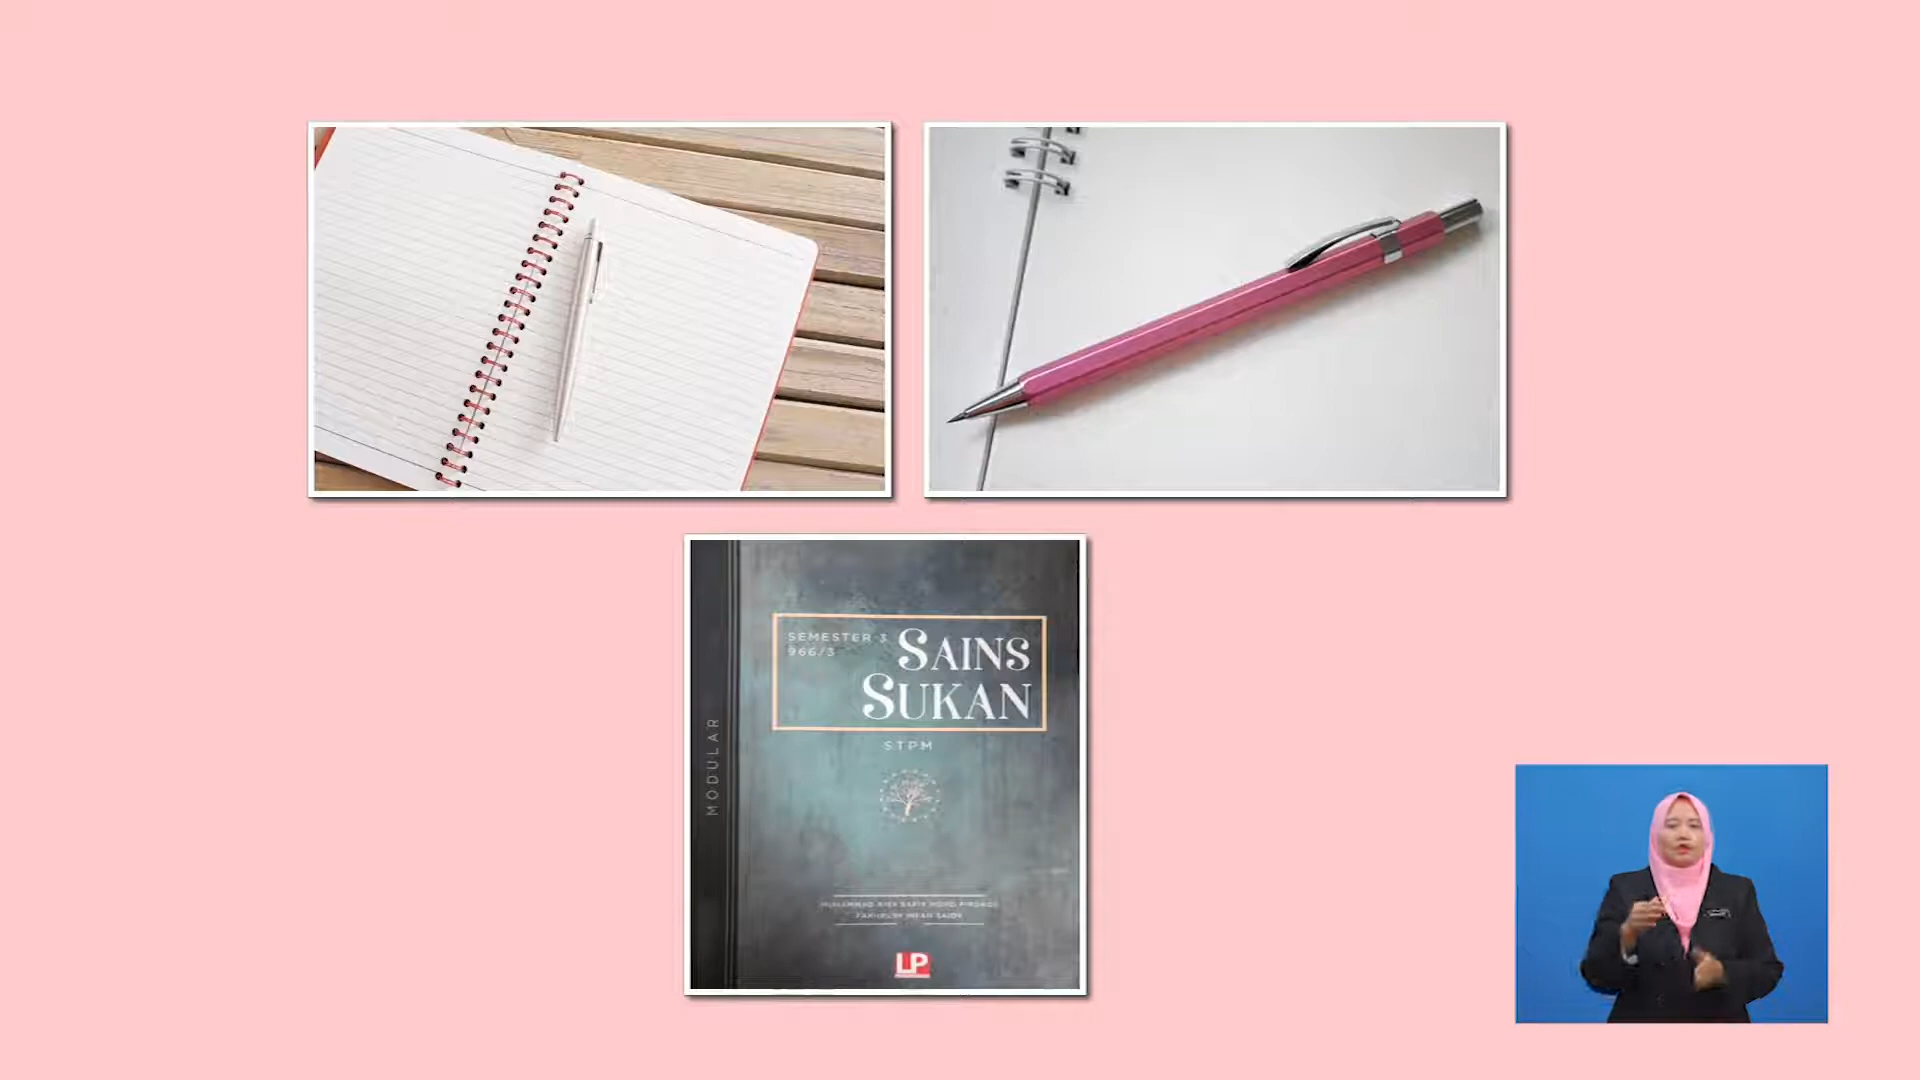 SEMESTER 3
966/3
SAINS
SUKAN
STPM
MODULAR
LP